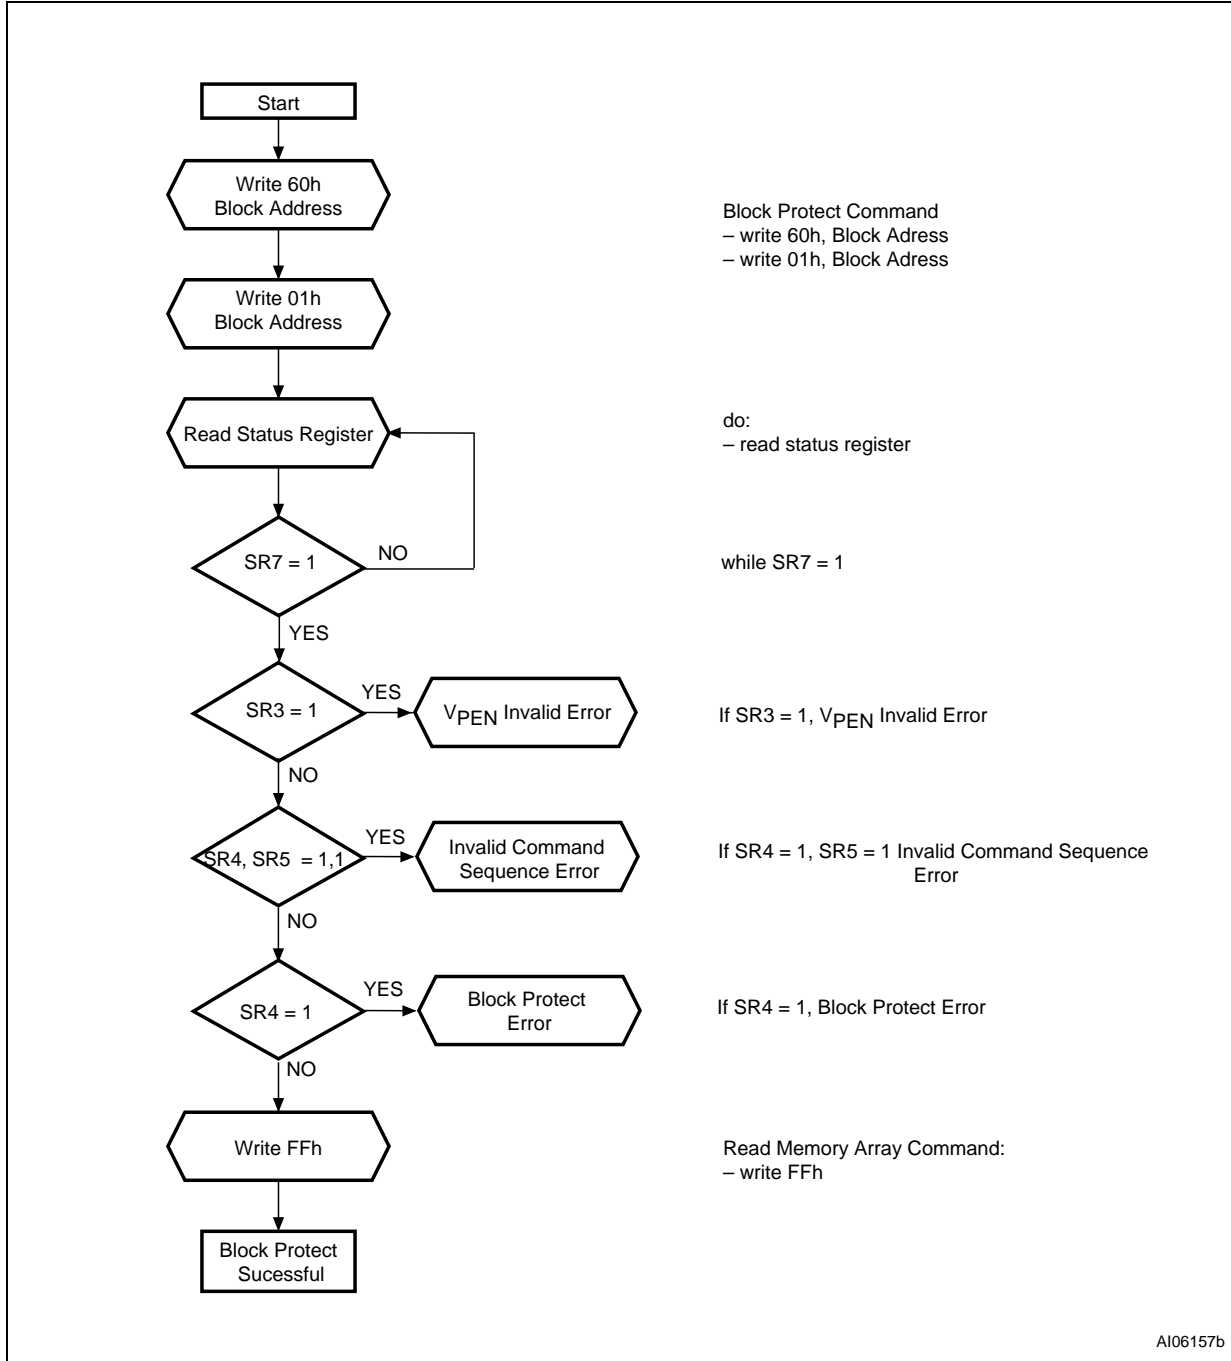 Start
Write 60h
Block Address
Block Protect Command
– write 60h, Block Adress
– write 01h, Block Adress
Write 01h
Block Address
Read Status Register
do:
– read status register
SR7 = 1
NO
while SR7 = 1
YES
SR3 = 1
YES
VPEN Invalid Error
If SR3 = 1, VPEN Invalid Error
NO
SR4, SR5 = 1,1
YES
Invalid Command
Sequence Error
If SR4 = 1, SR5 = 1 Invalid Command Sequence
Error
NO
SR4 = 1
YES
Block Protect
Error
If SR4 = 1, Block Protect Error
NO
Write FFh
Read Memory Array Command:
– write FFh
Block Protect
Sucessful
AI06157b